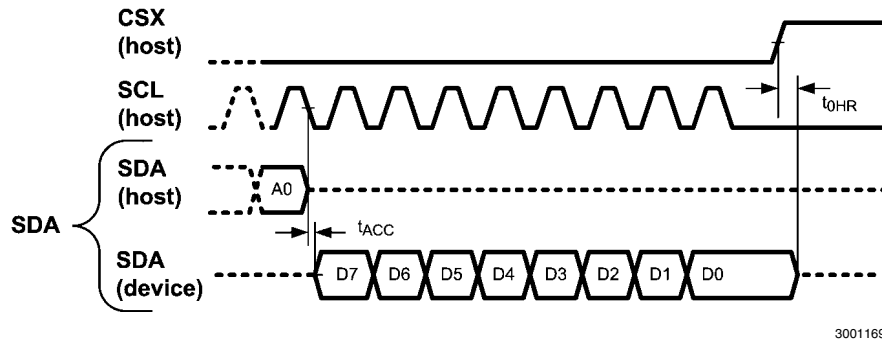 CSX
(host)
SCL
(host)
t0HR
SDA
SDA
(host)
A0
tACC
SDA
(device)
D7 D6 D5 D4 D3 D2 D1 D0
3001169